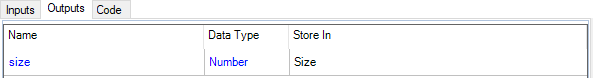 Inputs Outputs Code
Name Data Type Store In
size Number Size